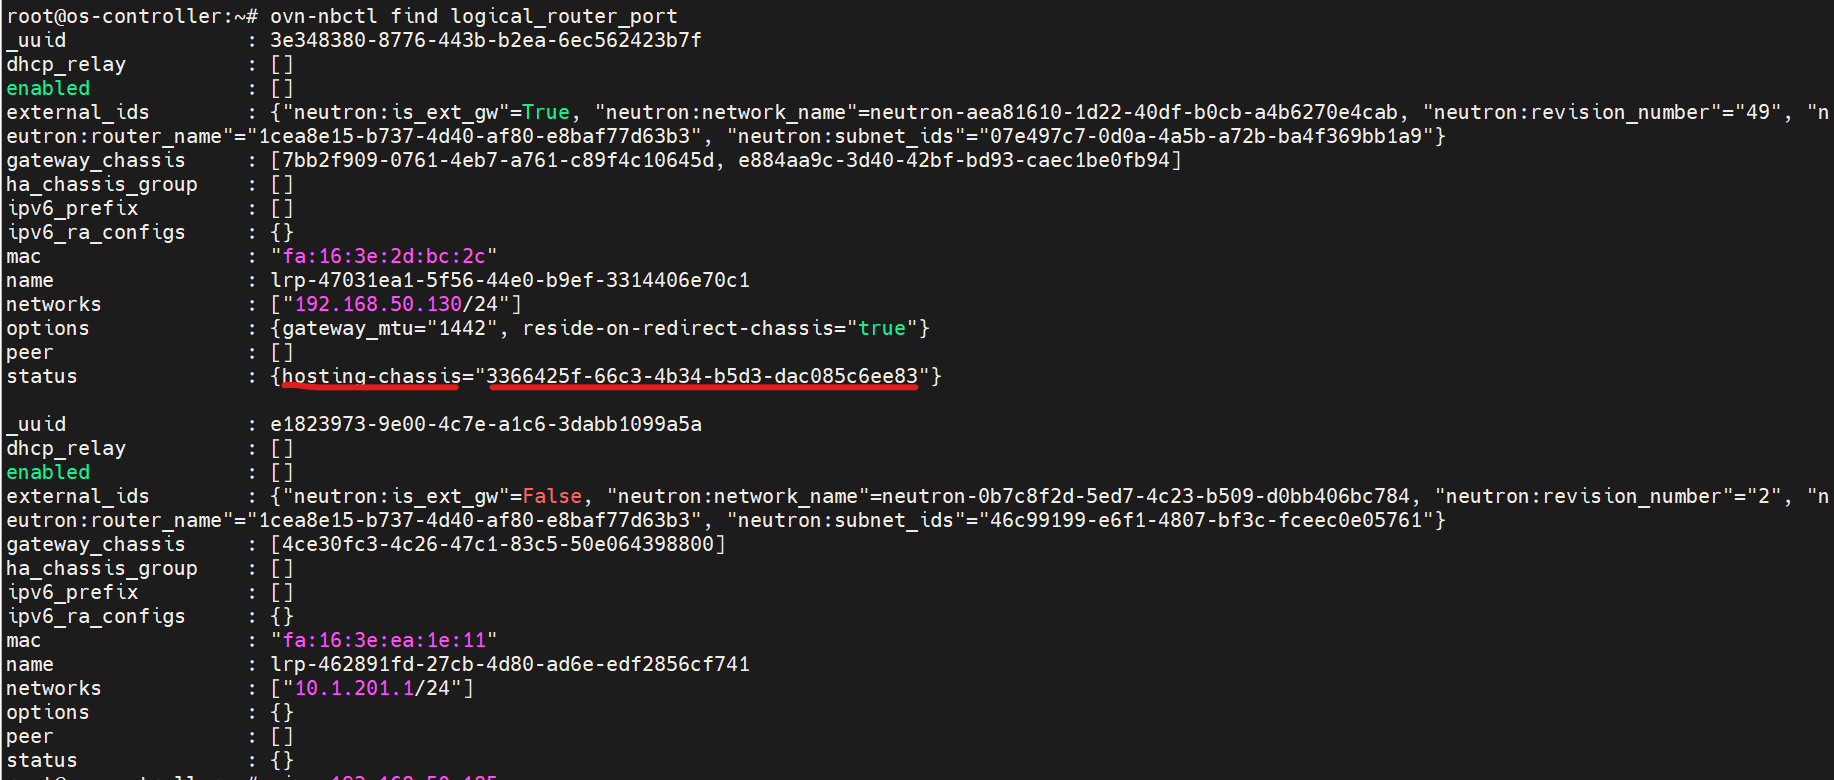 root@os-controller:~# ovn-nbctl find logical_router_port
_uuid               : 3e348380-8776-443b-b2ea-6ec562423b7f
dhcp_relay          : []
enabled             : []
external_ids        : {"neutron:is_ext_gw"=True, "neutron:network_name"=neutron-aea81610-1d22-40df-b0cb-a4b6270e4cab, "neutron:revision_number"="49", "n
eutron:router_name"="1cea8e15-b737-4d40-af80-e8baf77d63b3", "neutron:subnet_ids"="07e497c7-0d0a-4a5b-a72b-ba4f369bb1a9"}
gateway_chassis     : [7bb2f909-0761-4eb7-a761-c89f4c10645d, e884aa9c-3d40-42bf-bd93-caec1be0fb94]
ha_chassis_group    : []
ipv6_prefix         : []
ipv6_ra_configs     : {}
mac                 : "fa:16:3e:2d:bc:2c"
name                : lrp-47031ea1-5f56-44e0-b9ef-3314406e70c1
networks            : ["192.168.50.130/24"]
options             : {gateway_mtu="1442", reside-on-redirect-chassis="true"}
peer                : []
status              : {hosting-chassis="3366425f-66c3-4b34-b5d3-dac085c6ee83"}

_uuid               : e1823973-9e00-4c7e-a1c6-3dabb1099a5a
dhcp_relay          : []
enabled             : []
external_ids        : {"neutron:is_ext_gw"=False, "neutron:network_name"=neutron-0b7c8f2d-5ed7-4c23-b509-d0bb406bc784, "neutron:revision_number"="2", "n
eutron:router_name"="1cea8e15-b737-4d40-af80-e8baf77d63b3", "neutron:subnet_ids"="46c99199-e6f1-4807-bf3c-fceec0e05761"}
gateway_chassis     : [4ce30fc3-4c26-47c1-83c5-50e064398800]
ha_chassis_group    : []
ipv6_prefix         : []
ipv6_ra_configs     : {}
mac                 : "fa:16:3e:ea:1e:11"
name                : lrp-462891fd-27cb-4d80-ad6e-edf2856cf741
networks            : ["10.1.201.1/24"]
options             : {}
peer                : []
status              : {}